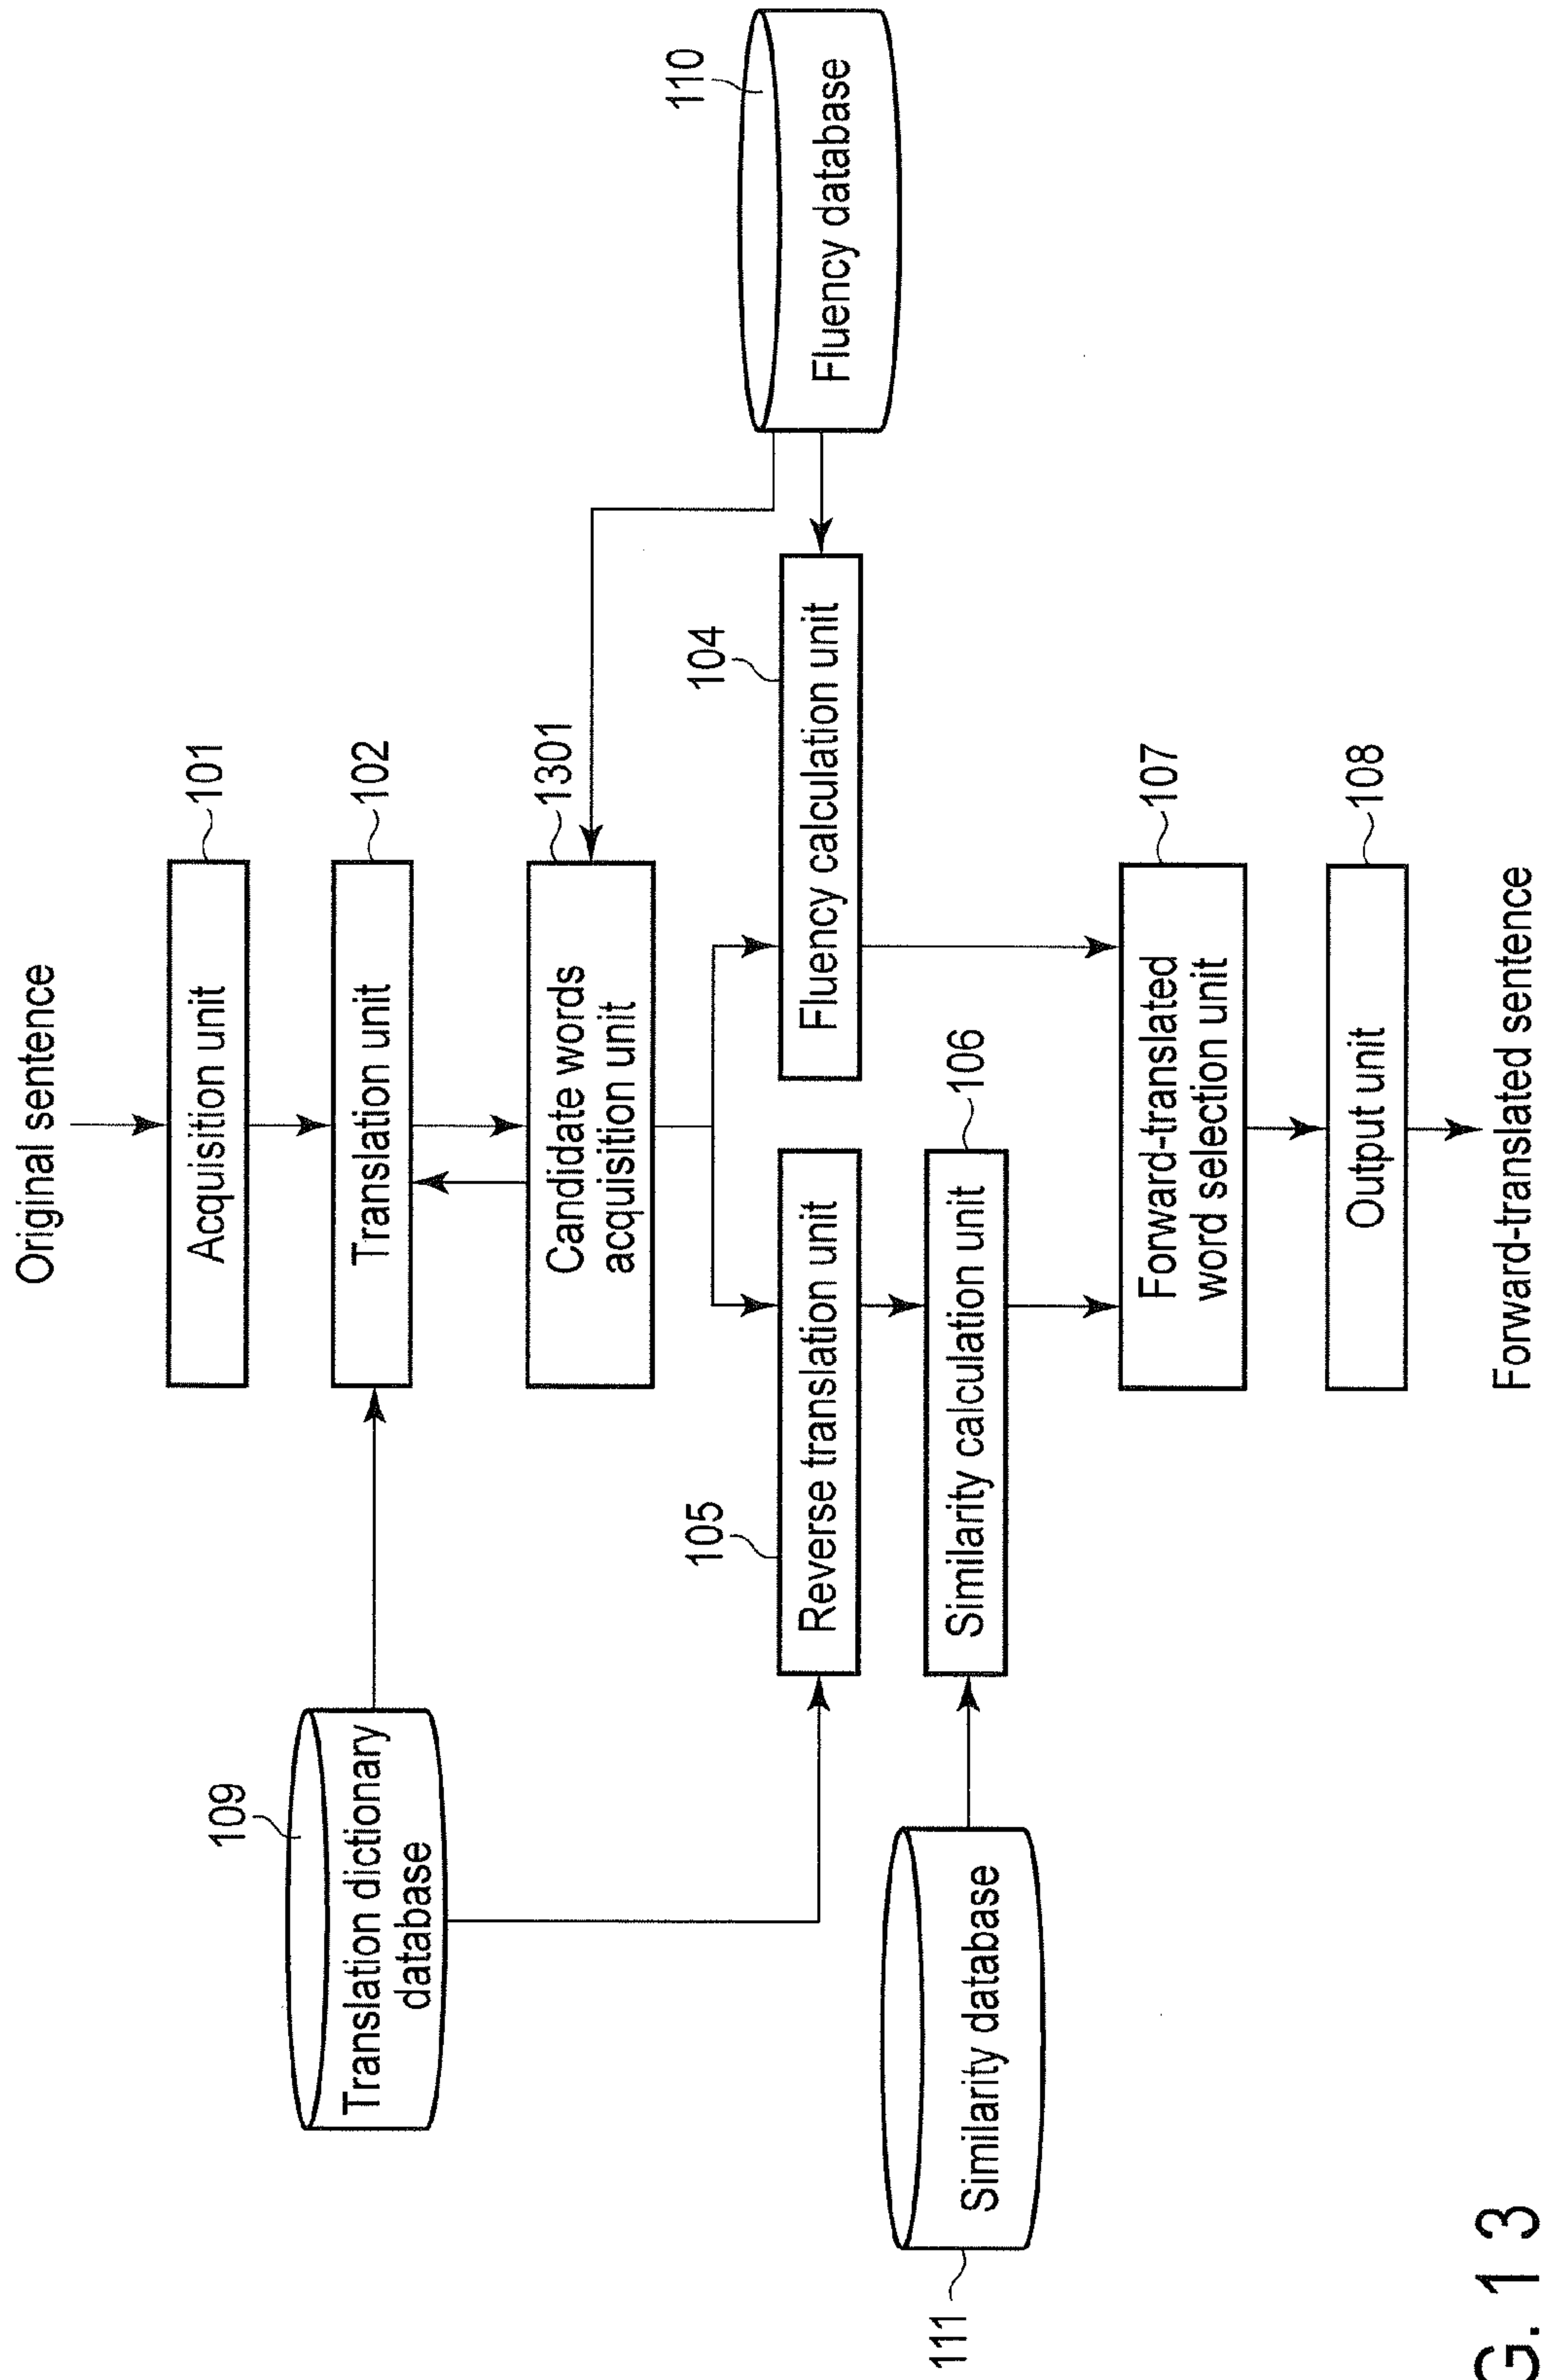 Original sentence
Acquisition unit
101
Translation unit
102
109
Translation dictionary
database
Candidate words
acquisition unit
1301
110
Fluency database
105
Reverse translation unit
104
Fluency calculation unit
106
Similarity calculation unit
111
Similarity database
Forward-translated
word selection unit
107
Output unit
108
Forward-translated sentence
G. 13